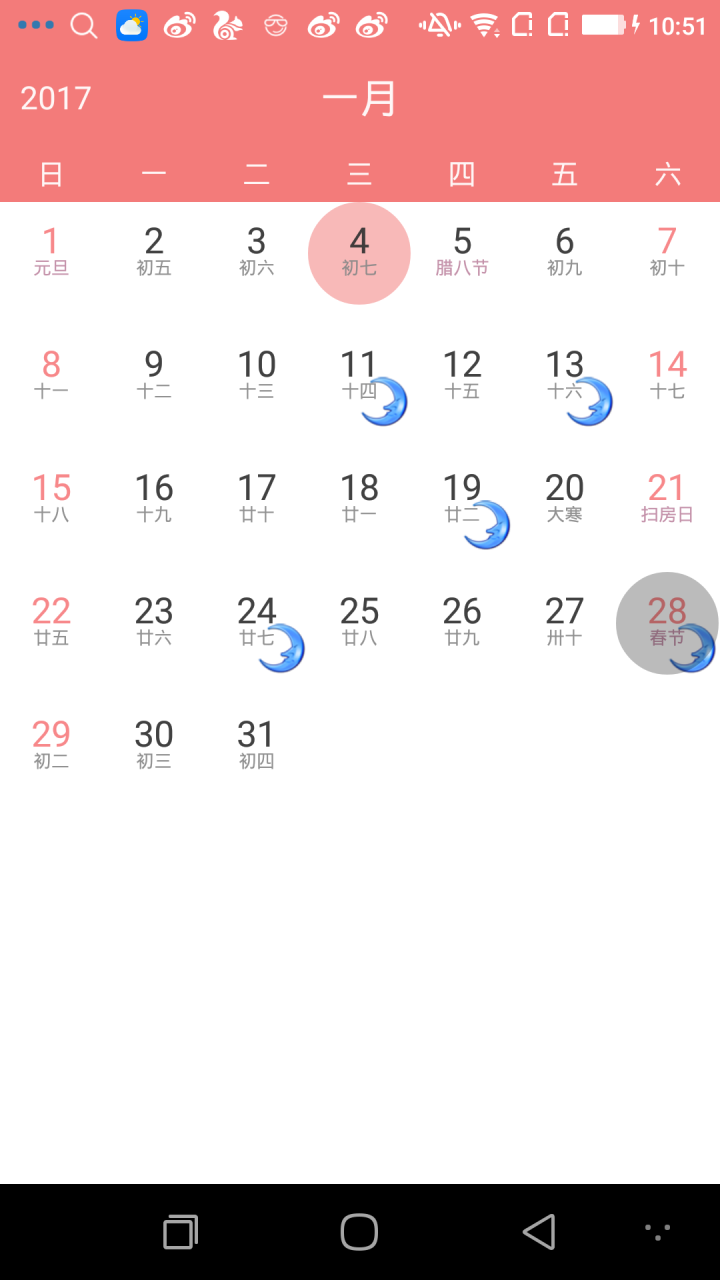 10:51
2017 一月
日 一 二 三 四 五 六
1 2 3 4 5 6 7
元旦 初五 初六 初七 腊八节 初九 初十
8 9 10 11 12 13 14
十一 十二 十三 十四 十五 十六 十七
15 16 17 18 19 20 21
十八 十九 廿十 廿一 廿二 大寒 扫房日
22 23 24 25 26 27 28
廿五 廿六 廿七 廿八 廿九 卅十 春节
29 30 31
初二 初三 初四